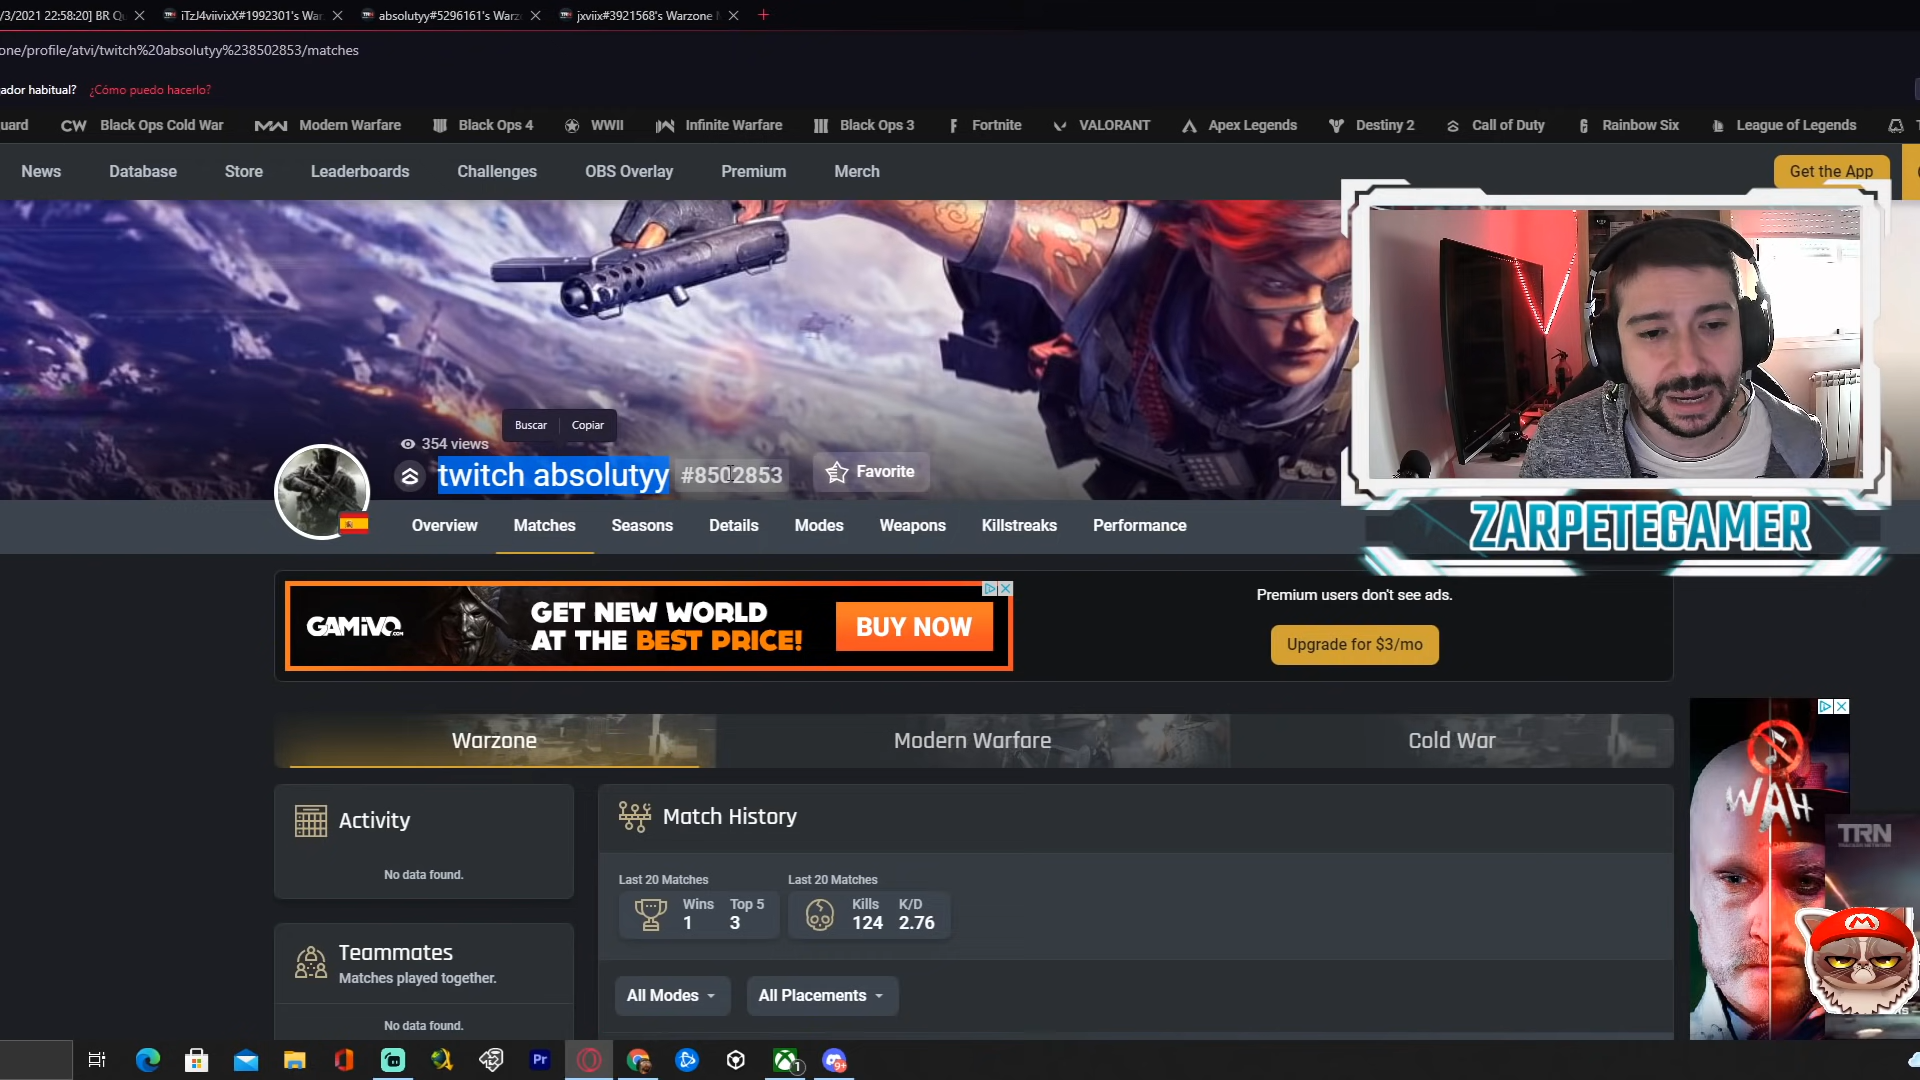 /3/2021 22:58:20] BR Q
iTzJ4viivixX#1992301's War
absolutyy#5296161's Warz
jxviix#3921568's Warzone
one/profile/atvi/twitch%20absolutyy%238502853/matches
ador habitual? ¿Cómo puedo hacerlo?
uard
CW Black Ops Cold War
Modern Warfare
Black Ops 4
WWII
Infinite Warfare
Black Ops 3
Fortnite
VALORANT
Apex Legends
Destiny 2
Call of Duty
Rainbow Six
League of Legends
News
Database
Store
Leaderboards
Challenges
OBS Overlay
Premium
Merch
Get the App
Buscar
Copiar
354 views
twitch absolutyy #8502853
Favorite
Overview
Matches
Seasons
Details
Modes
Weapons
Killstreaks
Performance
ZARPETEGAMER
GAMIVO.COM
GET NEW WORLD
AT THE BEST PRICE!
BUY NOW
Premium users don't see ads.
Upgrade for $3/mo
Warzone
Modern Warfare
Cold War
Activity
No data found.
Teammates
Matches played together.
No data found.
Match History
Last 20 Matches
Wins
1
Top 5
3
Last 20 Matches
Kills
124
K/D
2.76
All Modes
All Placements
WAH
TRN
Pr
1
9+